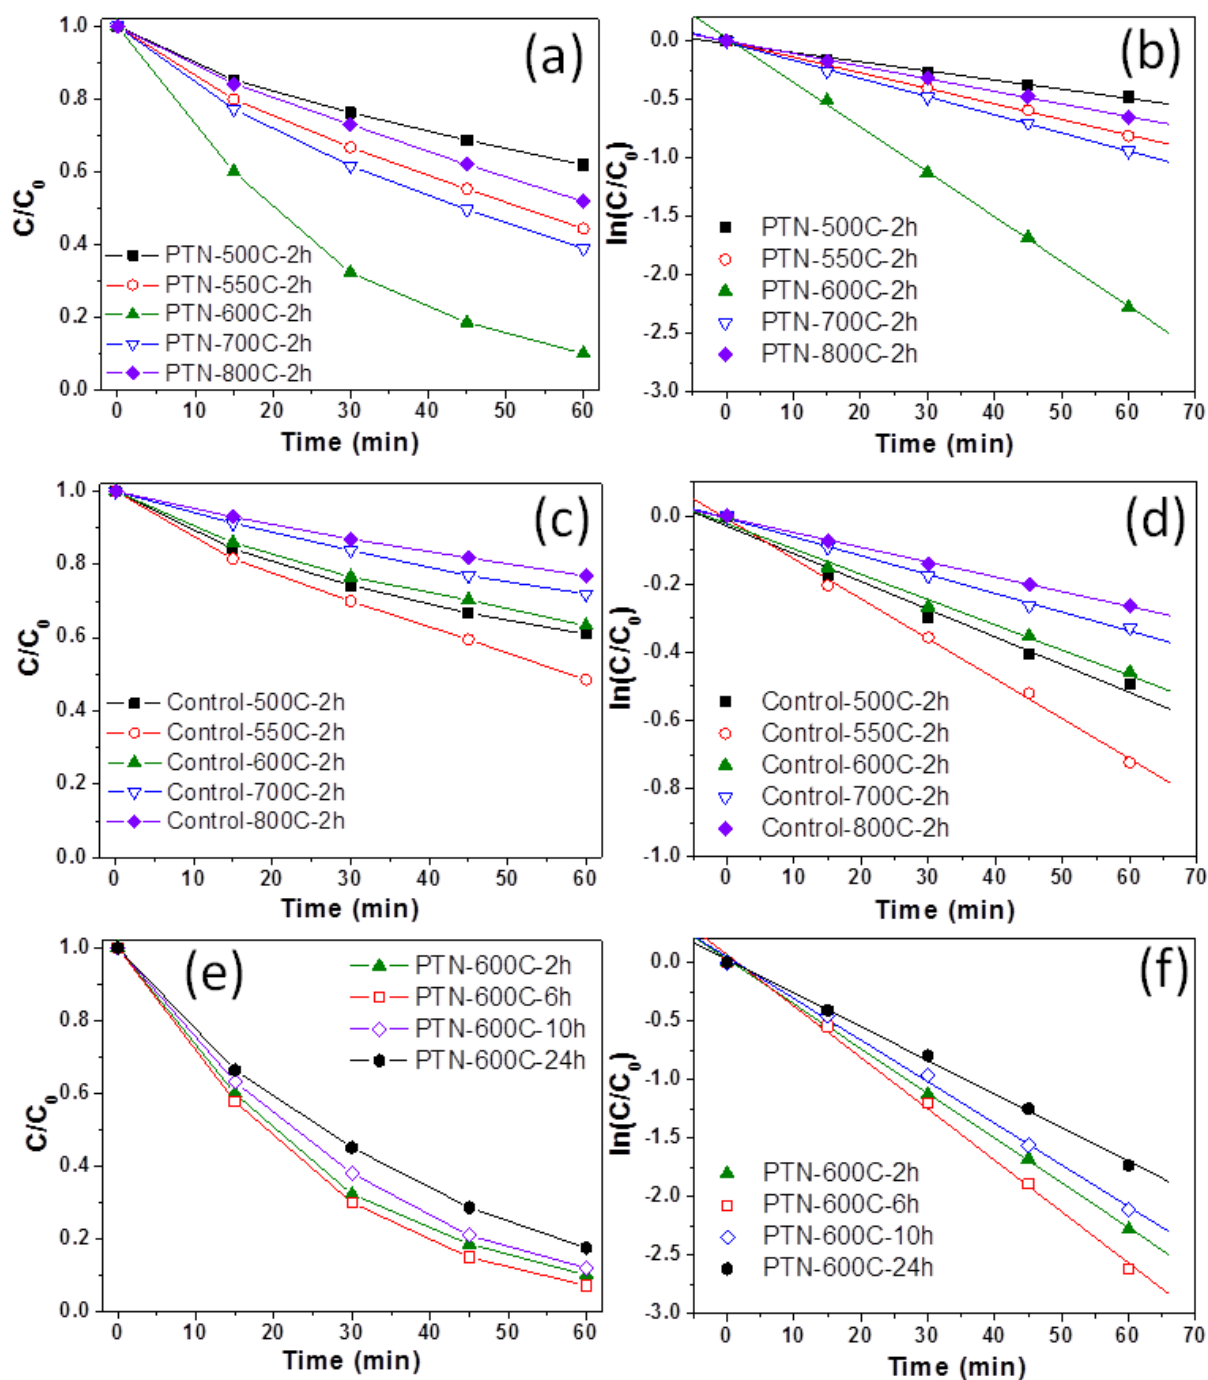 (a)
C/C0
1.0
0.8
0.6
0.4
0.2
0.0
PTN-500C-2h
PTN-550C-2h
PTN-600C-2h
PTN-700C-2h
PTN-800C-2h
0 10 20 30 40 50 60
Time (min)
(b)
ln(C/C0)
0.0
-0.5
-1.0
-1.5
-2.0
-2.5
-3.0
PTN-500C-2h
PTN-550C-2h
PTN-600C-2h
PTN-700C-2h
PTN-800C-2h
0 10 20 30 40 50 60 70
Time (min)
(c)
C/C0
1.0
0.8
0.6
0.4
0.2
0.0
Control-500C-2h
Control-550C-2h
Control-600C-2h
Control-700C-2h
Control-800C-2h
0 10 20 30 40 50 60
Time (min)
(d)
ln(C/C0)
0.0
-0.2
-0.4
-0.6
-0.8
-1.0
Control-500C-2h
Control-550C-2h
Control-600C-2h
Control-700C-2h
Control-800C-2h
0 10 20 30 40 50 60 70
Time (min)
(e)
C/C0
1.0
0.8
0.6
0.4
0.2
0.0
PTN-600C-2h
PTN-600C-6h
PTN-600C-10h
PTN-600C-24h
0 10 20 30 40 50 60
Time (min)
(f)
ln(C/C0)
0.0
-0.5
-1.0
-1.5
-2.0
-2.5
-3.0
PTN-600C-2h
PTN-600C-6h
PTN-600C-10h
PTN-600C-24h
0 10 20 30 40 50 60 70
Time (min)